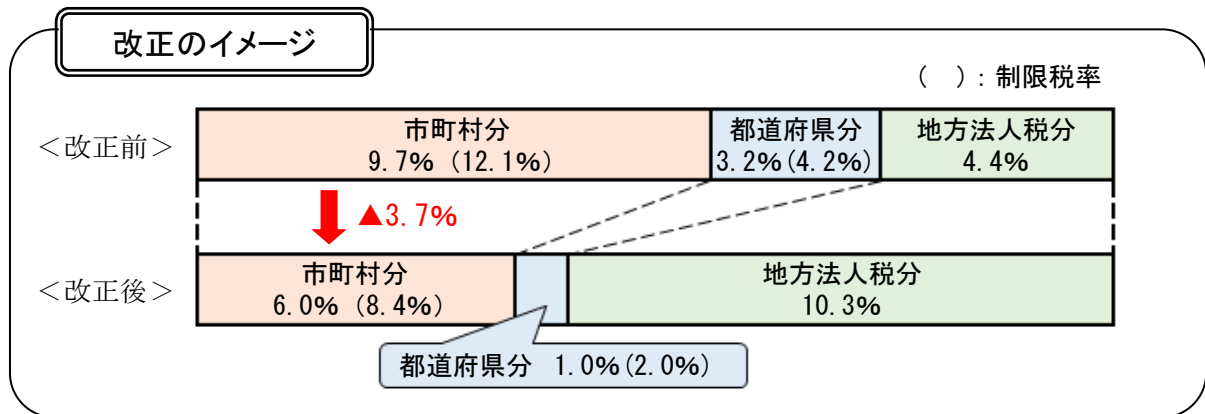 改正のイメージ
（　）：制限税率
＜改正前＞
市町村分
9.7%（12.1%）
都道府県分
3.2%(4.2%)
地方法人税分
4.4%
▲3.7%
＜改正後＞
市町村分
6.0%（8.4%）
地方法人税分
10.3%
都道府県分　1.0%(2.0%)